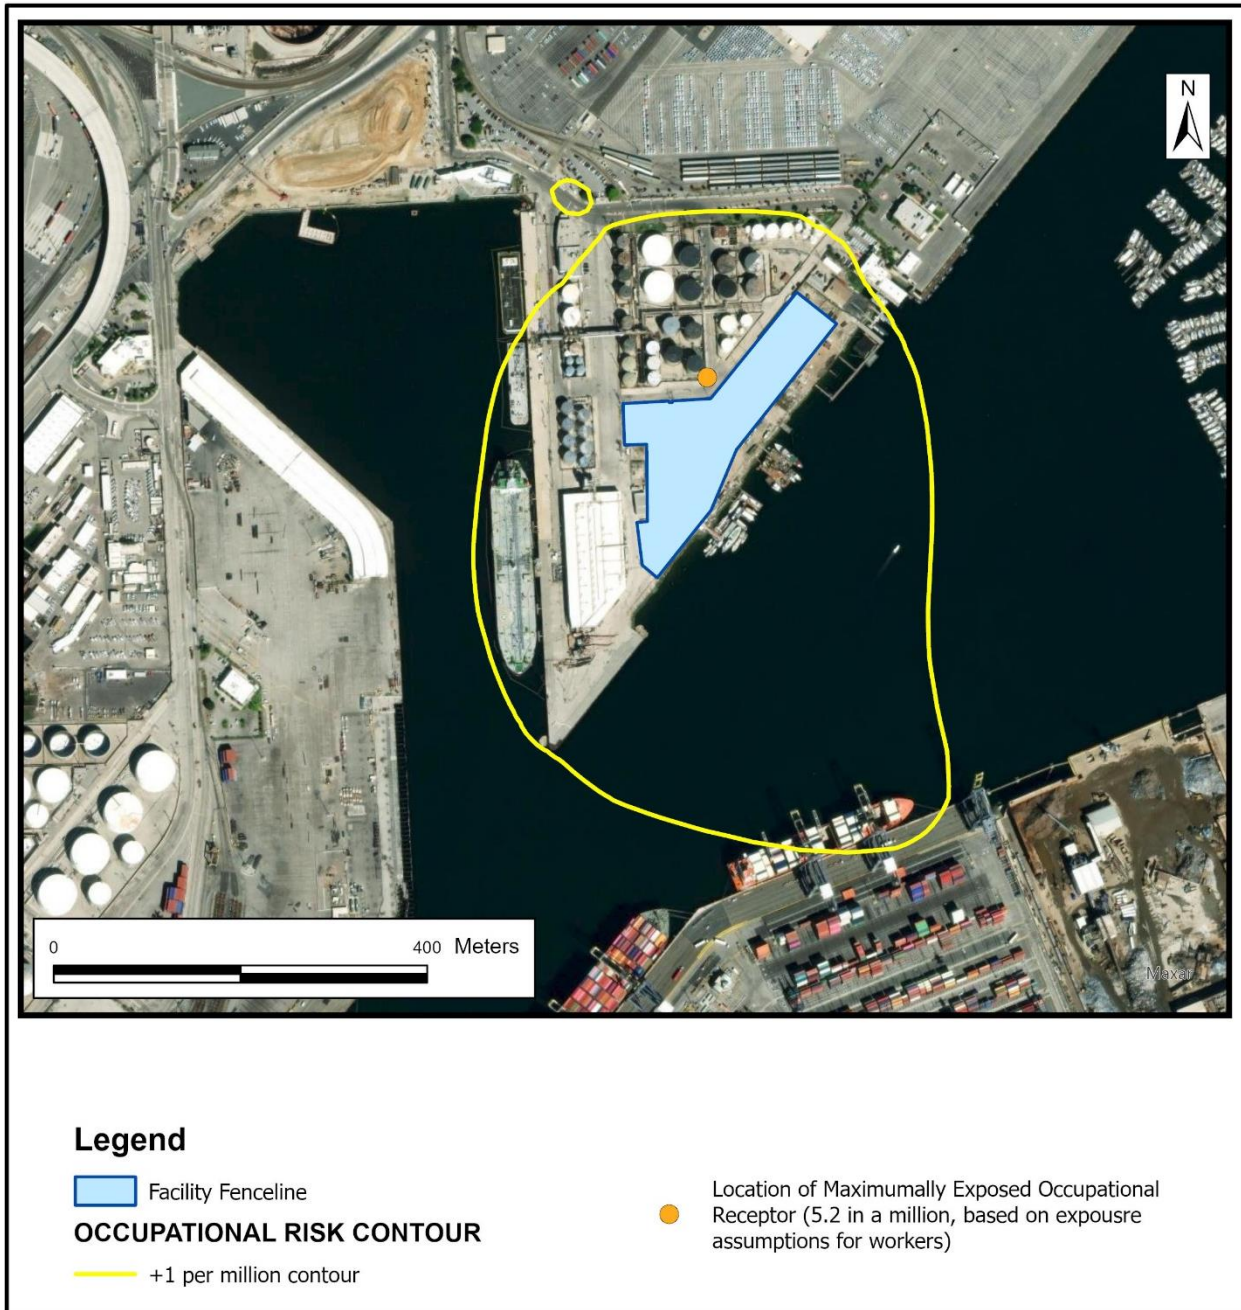 N
0 400 Meters
Maxar
Legend
Facility Fenceline
OCCUPATIONAL RISK CONTOUR
+1 per million contour
Location of Maximumally Exposed Occupational
Receptor (5.2 in a million, based on expousre
assumptions for workers)